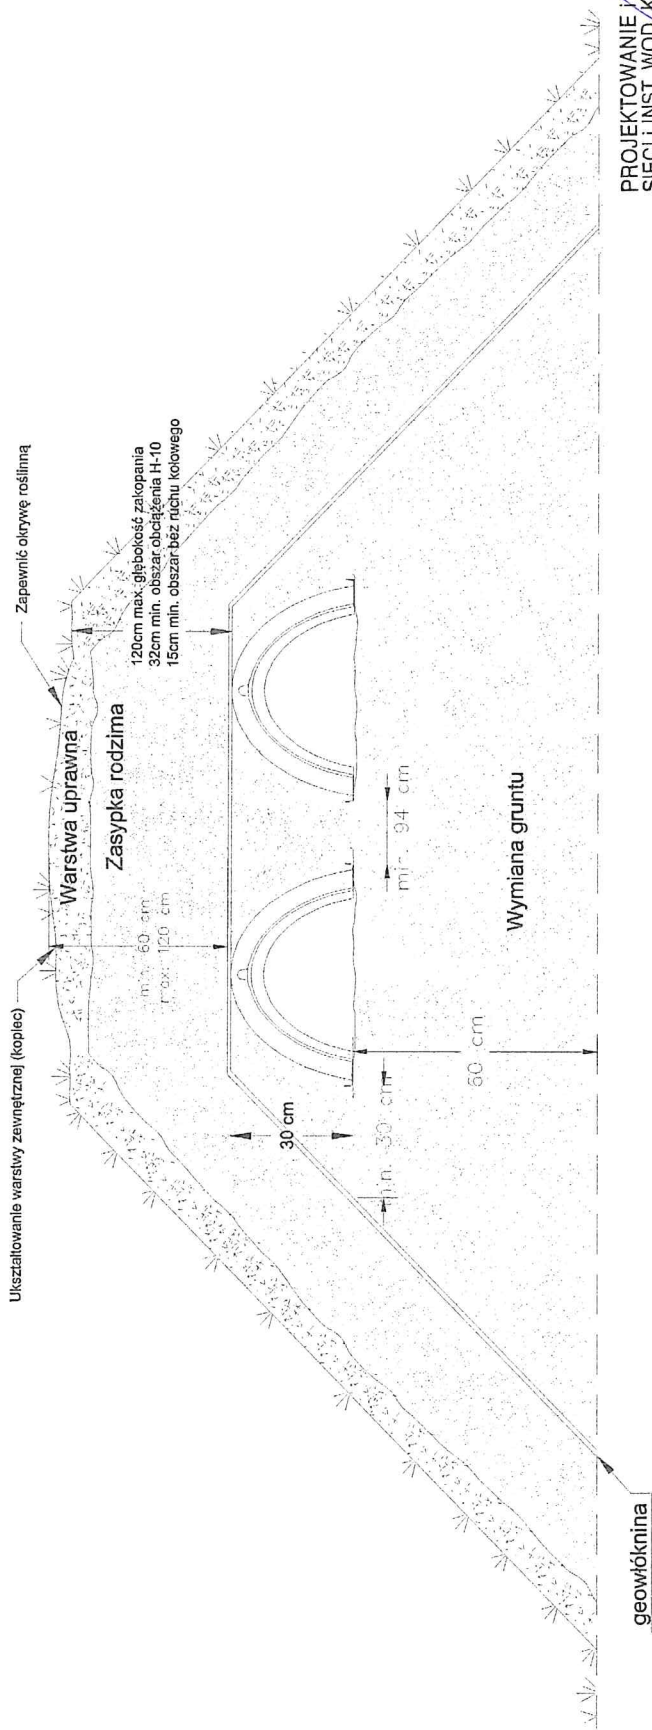 Ukształtowanie warstwy zewnętrznej (kopiec)
Zapewnić okrywę roślinną
Warstwa uprawna
Zasypka rodzima
min. 60 cm
max. 120 cm
120cm max. głębokość zakopania
32cm min. obszar obciążenia H-10
15cm min. obszar bez ruchu kołowego
30 cm
min. 30 cm
min. 94 cm
60 cm
Wymiana gruntu
geowłóknina
PROJEKTOWANIE i
SIECI i INST. WOD